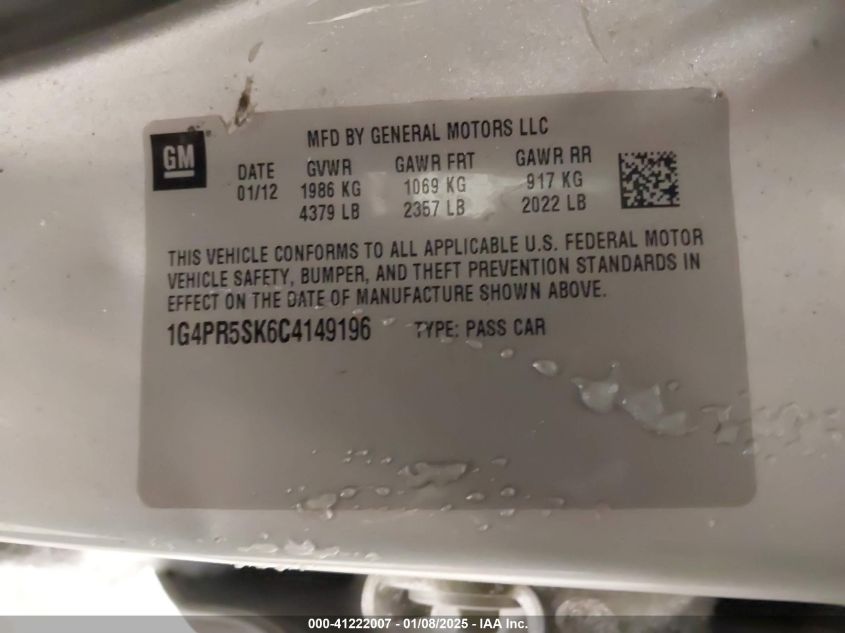 MFD BY GENERAL MOTORS LLC
GM
DATE GVWR GAWR FRT GAWR RR
01/12 1986 KG 1069 KG 917 KG
4379 LB 2357 LB 2022 LB
THIS VEHICLE CONFORMS TO ALL APPLICABLE U.S. FEDERAL MOTOR
VEHICLE SAFETY, BUMPER, AND THEFT PREVENTION STANDARDS IN
EFFECT ON THE DATE OF MANUFACTURE SHOWN ABOVE.
1G4PR5SK6C4149196 TYPE: PASS CAR
000-41222007 - 01/08/2025 - IAA Inc.